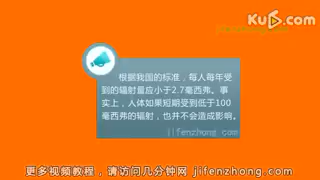 Ku6.com
根据我国的标准，每人每年受
到的辐射量应小于2.7毫西弗。事
实上，人体如果短期受到低于100
毫西弗的辐射，也并不会造成影响。
jifenzhong.com
更多视频教程，请访问几分钟网 jifenzhong.com